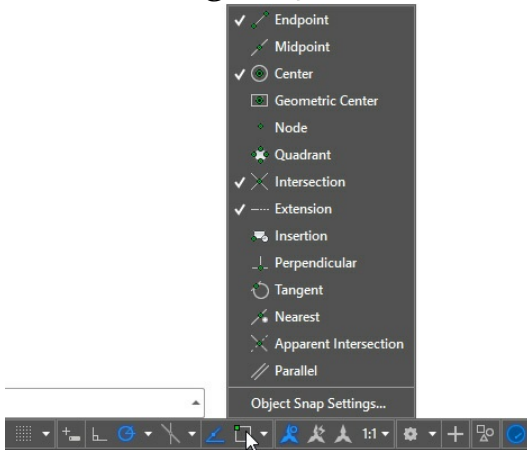 Endpoint
Midpoint
Center
Geometric Center
Node
Quadrant
Intersection
Extension
Insertion
Perpendicular
Tangent
Nearest
Apparent Intersection
Parallel
Object Snap Settings...
1:1